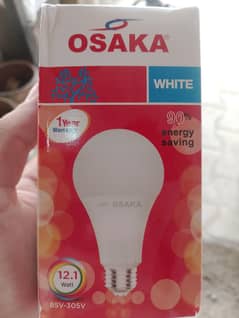 OSAKA
WHITE
1 Year
90%
energy
saving
OSAKA
12.1
Watt
85V-305V